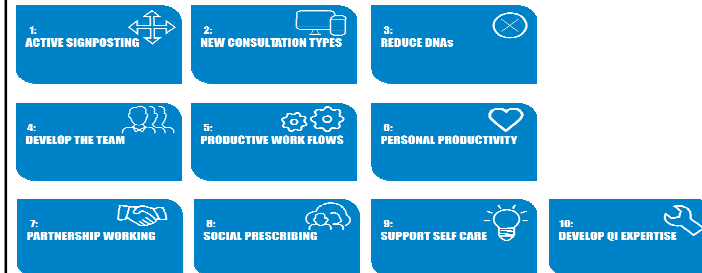 1:
ACTIVE SIGNPOSTING
2:
NEW CONSULTATION TYPES
3:
REDUCE DNAs
4:
DEVELOP THE TEAM
5:
PRODUCTIVE WORK FLOWS
6:
PERSONAL PRODUCTIVITY
7:
PARTNERSHIP WORKING
8:
SOCIAL PRESCRIBING
9:
SUPPORT SELF CARE
10:
DEVELOP QI EXPERTISE